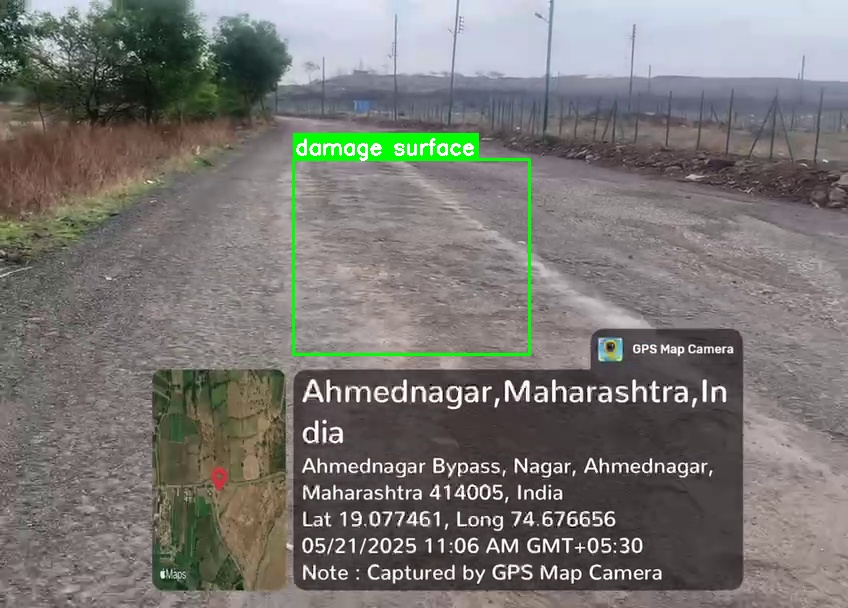 damage surface
GPS Map Camera
Ahmednagar,Maharashtra,In
dia
Ahmednagar Bypass, Nagar, Ahmednagar,
Maharashtra 414005, India
Lat 19.077461, Long 74.676656
05/21/2025 11:06 AM GMT+05:30
Note : Captured by GPS Map Camera
Maps